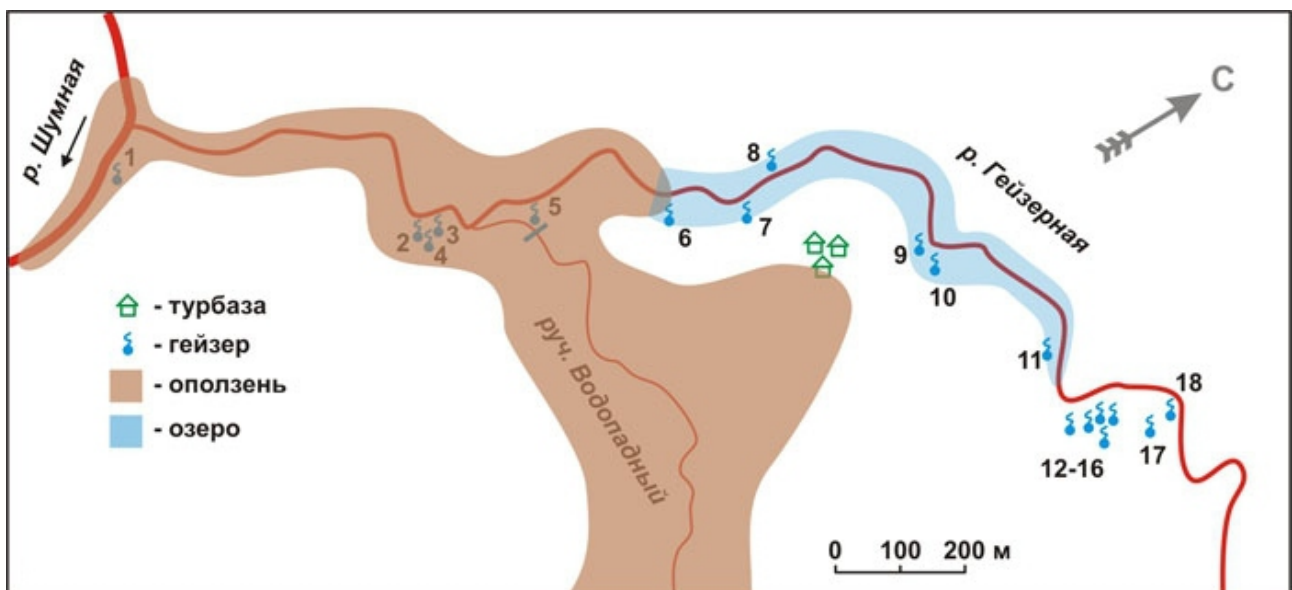 р. Шумная
С
р. Гейзерная
1
2
3
4
5
6
7
8
9
10
11
12-16
17
18
руч. Водопадный
- турбаза
- гейзер
- оползень
- озеро
0 100 200 м